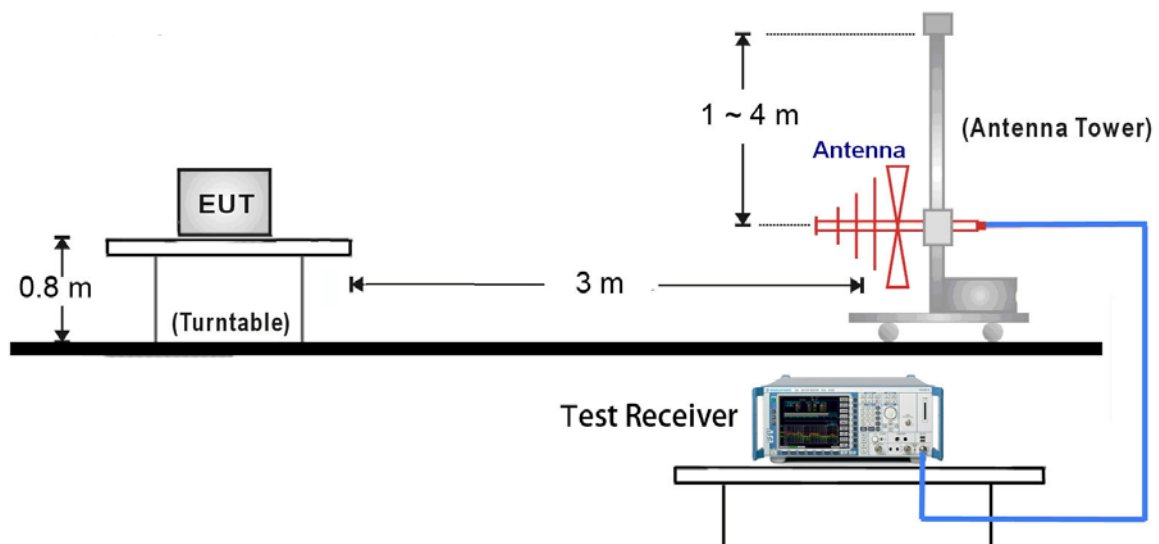 1 ~ 4 m
(Antenna Tower)
Antenna
EUT
0.8 m
3 m
(Turntable)
Test Receiver